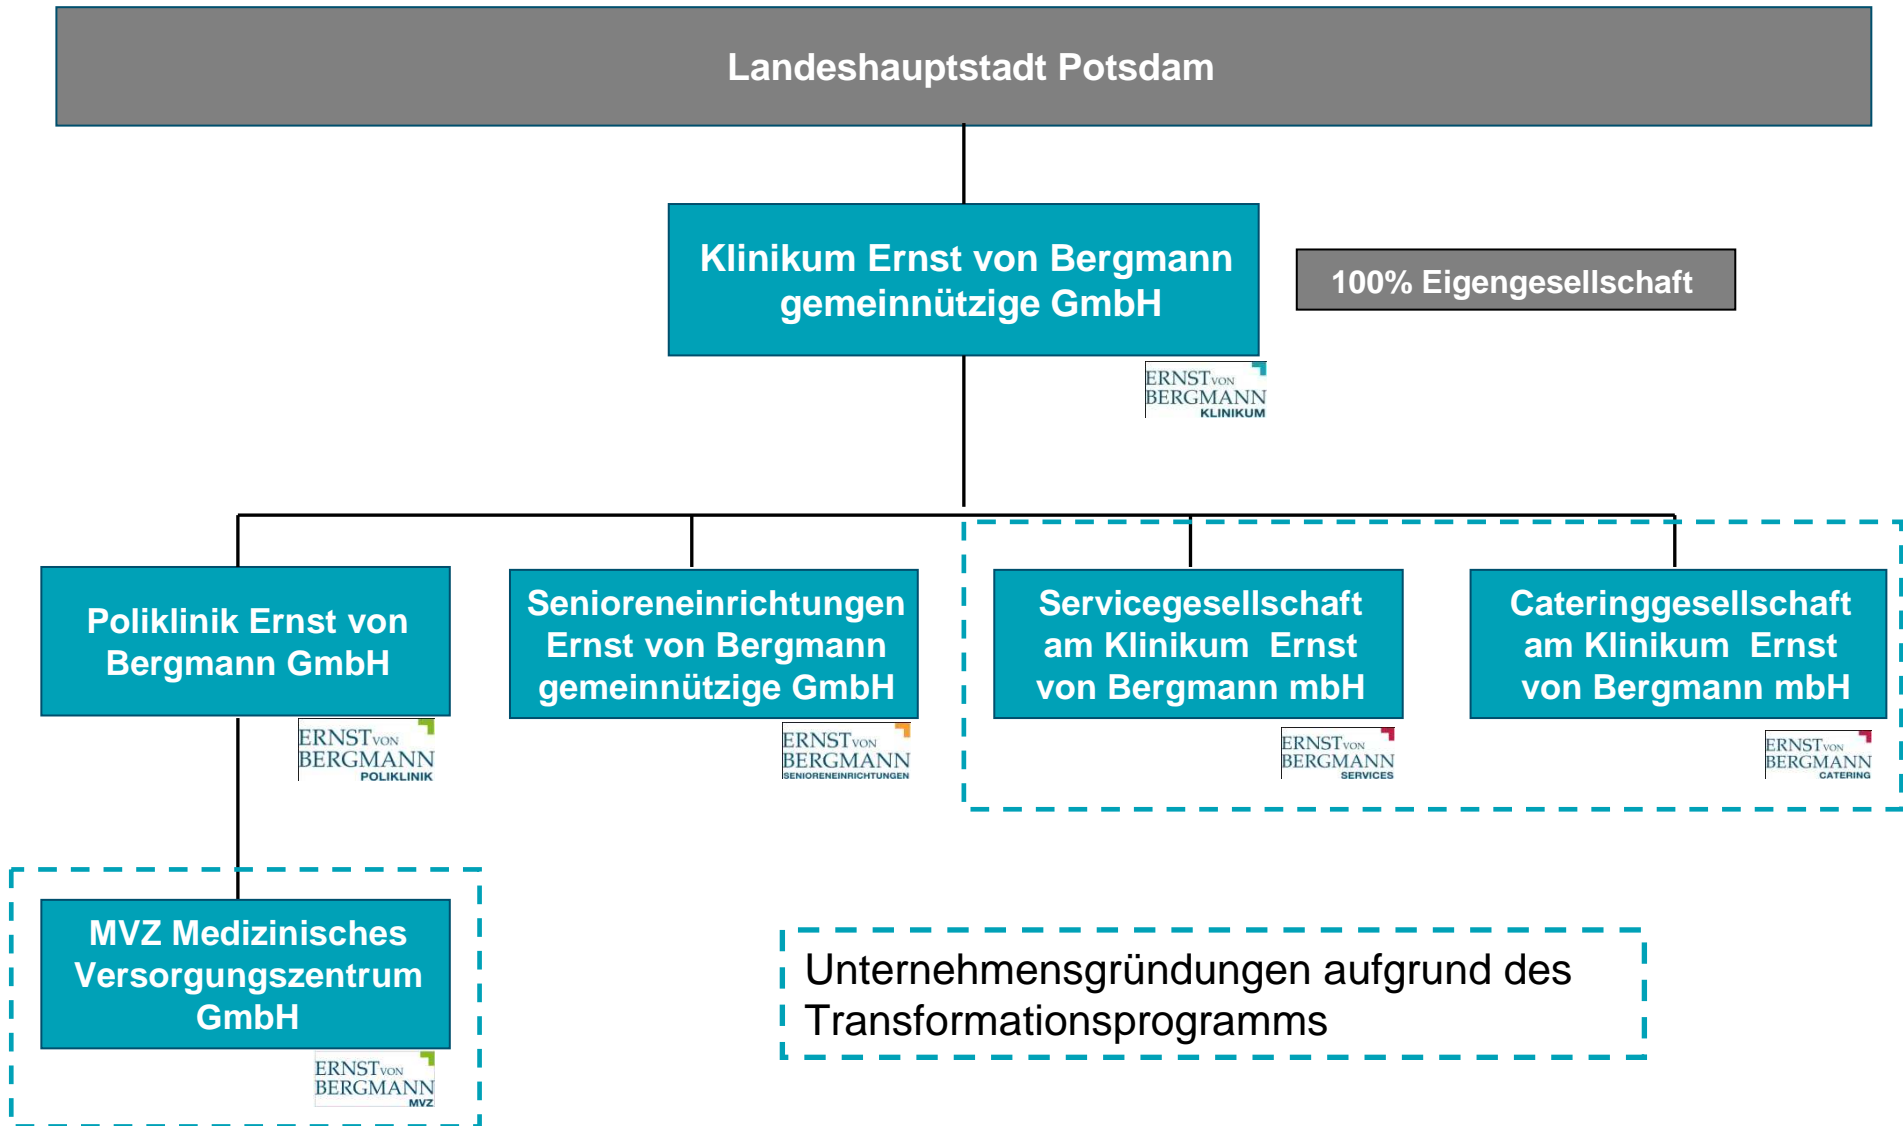 Landeshauptstadt Potsdam
Klinikum Ernst von Bergmann
gemeinnützige GmbH
100% Eigengesellschaft
ERNST VON
BERGMANN
KLINIKUM
Poliklinik Ernst von
Bergmann GmbH
ERNST VON
BERGMANN
POLIKLINIK
Senioreneinrichtungen
Ernst von Bergmann
gemeinnützige GmbH
ERNST VON
BERGMANN
SENIORENEINRICHTUNGEN
Servicegesellschaft
am Klinikum Ernst
von Bergmann mbH
ERNST VON
BERGMANN
SERVICES
Cateringgesellschaft
am Klinikum Ernst
von Bergmann mbH
ERNST VON
BERGMANN
CATERING
MVZ Medizinisches
Versorgungszentrum
GmbH
ERNST VON
BERGMANN
MVZ
Unternehmensgründungen aufgrund des
Transformationsprogramms